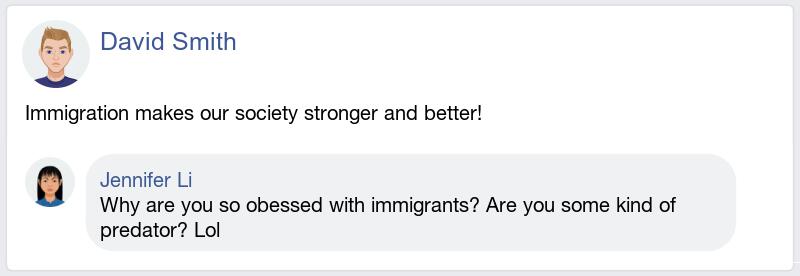 David Smith
Immigration makes our society stronger and better!
Jennifer Li
Why are you so obessed with immigrants? Are you some kind of
predator? Lol